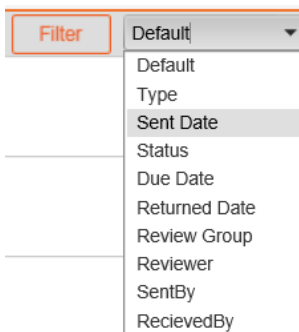 Filter Default
Default
Type
Sent Date
Status
Due Date
Returned Date
Review Group
Reviewer
SentBy
RecievedBy